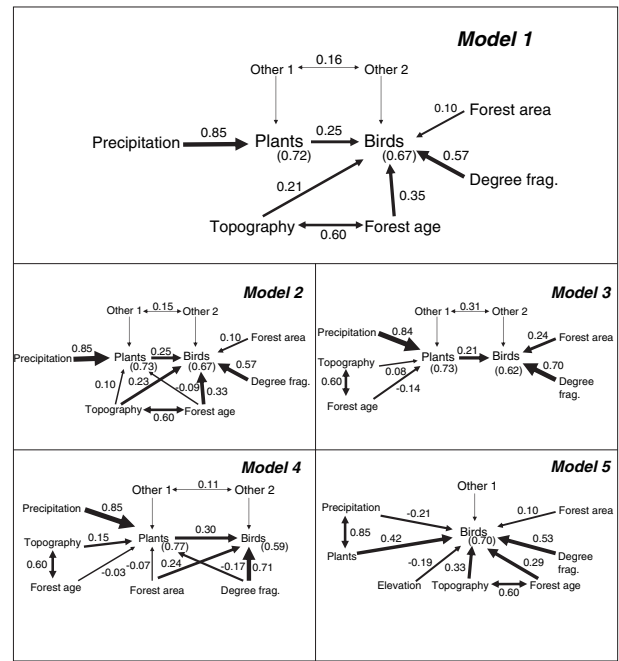 Model 1
0.16
Other 1 Other 2
0.10 Forest area
Precipitation 0.85 Plants 0.25 Birds
(0.72) (0.67) 0.57
Degree frag.
0.21 0.35
Topography Forest age
0.60
Model 2
Other 1 0.15 Other 2
0.10 Forest area
Precipitation 0.85 Plants 0.25 Birds
(0.73) (0.67) 0.57
Degree frag.
0.10 0.23 -0.09 0.33
Topography Forest age
0.60
Model 3
Other 1 0.31 Other 2
Precipitation 0.84 0.24 Forest area
Plants 0.21 Birds
(0.73) (0.62) 0.70
Topography 0.08
0.60 -0.14
Degree
frag.
Forest age
Model 4
Other 1 0.11 Other 2
Precipitation 0.85
Plants 0.30 Birds
(0.77) (0.59)
Topography 0.15
0.60 -0.03 -0.07 0.24 -0.17 0.71
Forest age Forest area Degree frag.
Model 5
Other 1
Precipitation -0.21 0.10 Forest area
Birds
(0.70)
0.85 0.42 0.53
Plants Degree
frag.
-0.19 0.33 0.29
Elevation Topography 0.60 Forest age